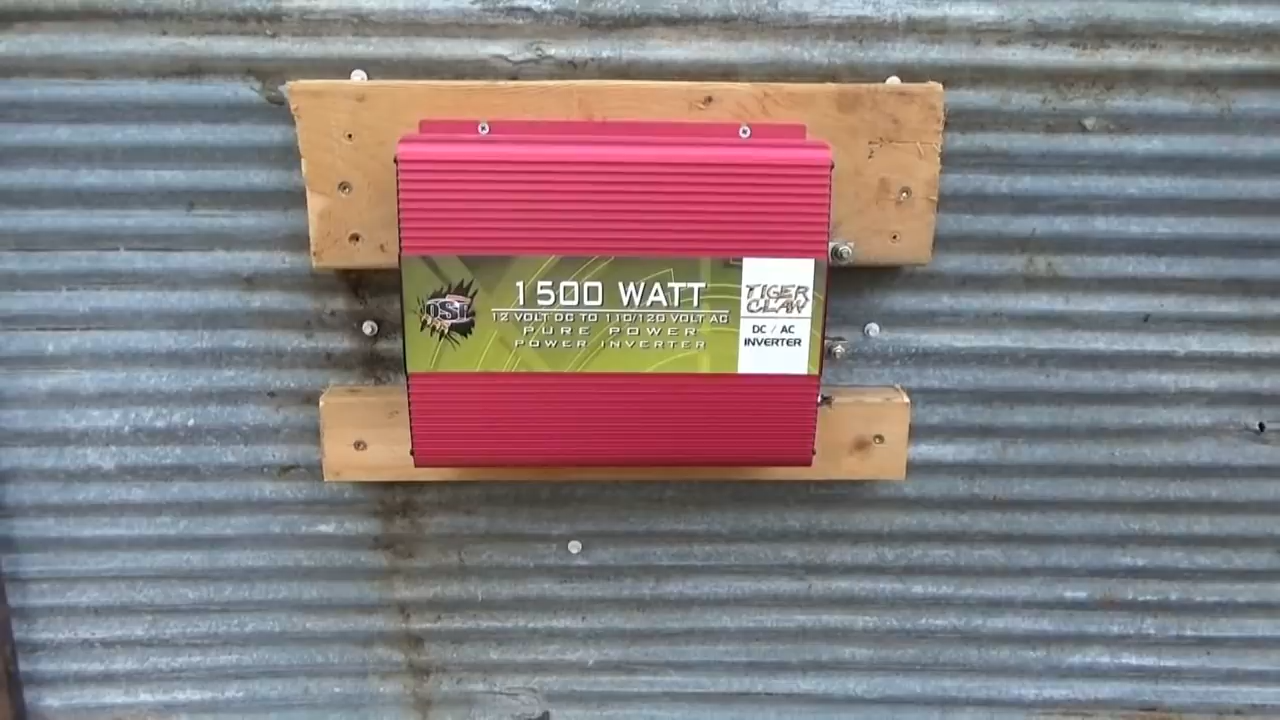 OSI
1500 WATT
12 VOLT DC TO 110/120 VOLT AC
PURE POWER
POWER INVERTER
TIGER
CLAW
DC / AC
INVERTER